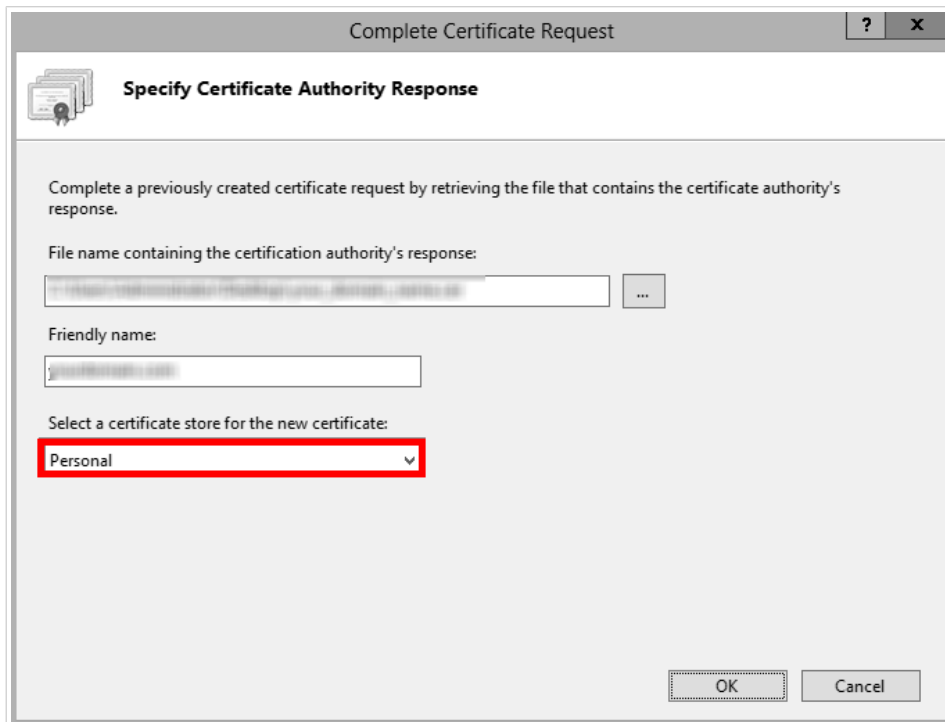 Complete Certificate Request
?
x
Specify Certificate Authority Response
Complete a previously created certificate request by retrieving the file that contains the certificate authority's
response.
File name containing the certification authority's response:
...
Friendly name:
Select a certificate store for the new certificate:
Personal
OK
Cancel